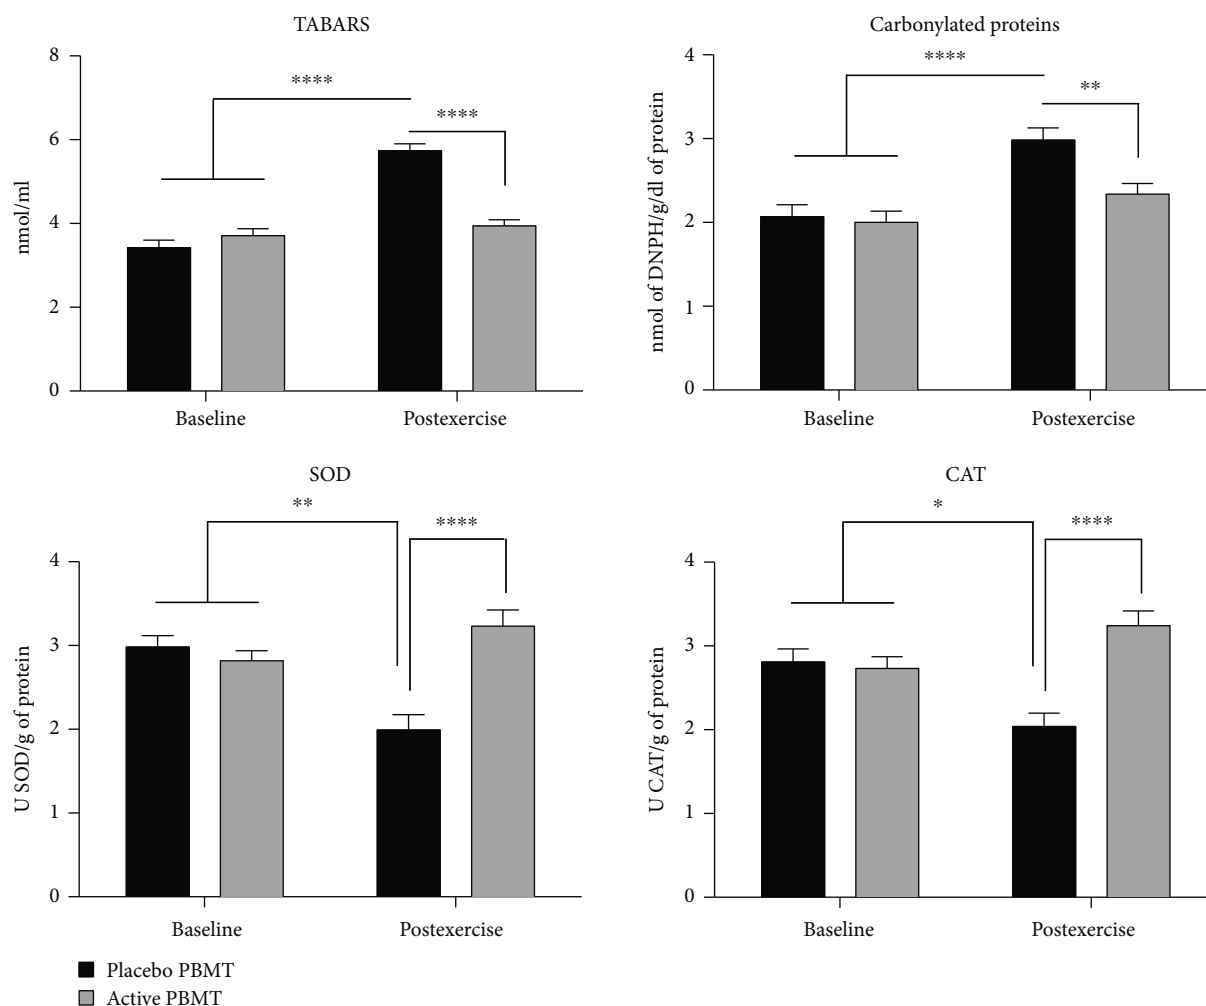 TABARS
8
6
4
2
0
nmol/ml
****
****
Baseline
Postexercise
Carbonylated proteins
4
3
2
1
0
nmol of DNPH/g/dl of protein
****
**
Baseline
Postexercise
SOD
4
3
2
1
0
U SOD/g of protein
**
****
Baseline
Postexercise
CAT
4
3
2
1
0
U CAT/g of protein
*
****
Baseline
Postexercise
Placebo PBMT
Active PBMT